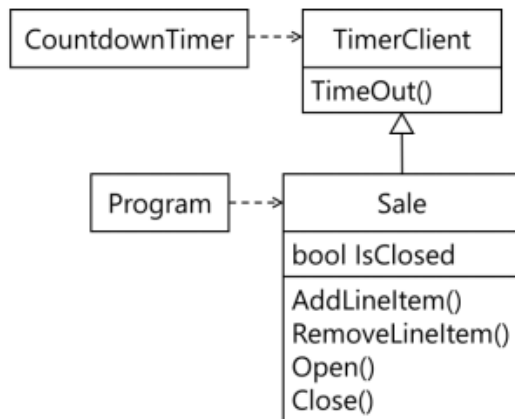 CountdownTimer
TimerClient
TimeOut()
Program
Sale
bool IsClosed
AddLineItem()
RemoveLineItem()
Open()
Close()